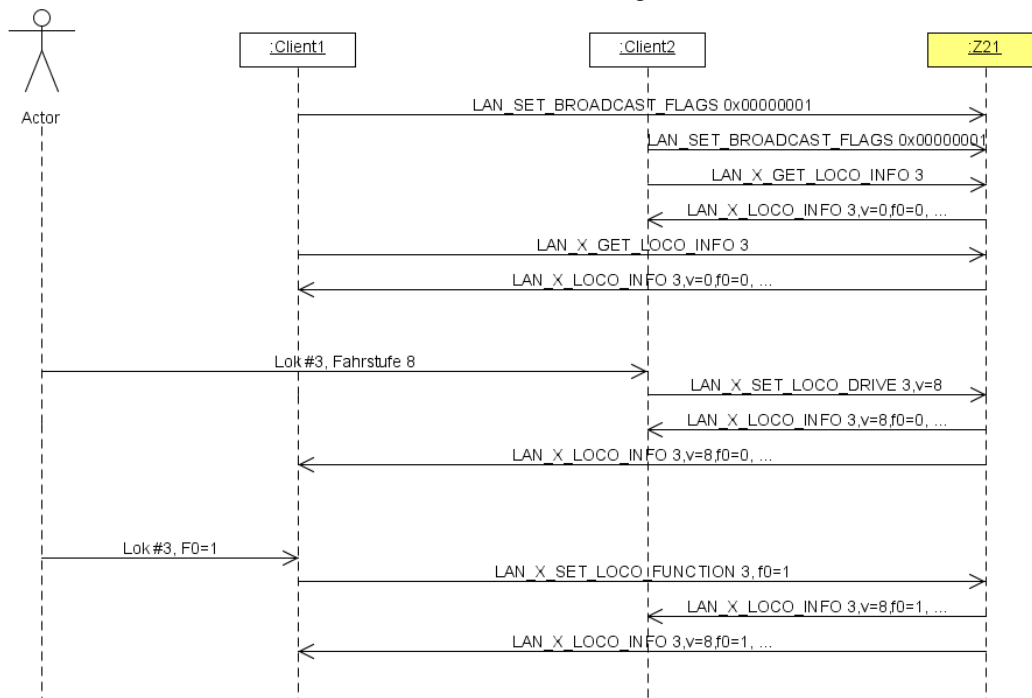 :Client1
:Client2
:Z21
Actor
LAN_SET_BROADCAST_FLAGS 0x00000001
LAN_SET_BROADCAST_FLAGS 0x00000001
LAN_X_GET_LOCO_INFO 3
LAN_X_LOCO_INFO 3,v=0,f0=0, ...
LAN_X_GET_LOCO_INFO 3
LAN_X_LOCO_INFO 3,v=0,f0=0, ...
Lok #3, Fahrstufe 8
LAN_X_SET_LOCO_DRIVE 3,v=8
LAN_X_LOCO_INFO 3,v=8,f0=0, ...
LAN_X_LOCO_INFO 3,v=8,f0=0, ...
Lok #3, F0=1
LAN_X_SET_LOCO_FUNCTION 3, f0=1
LAN_X_LOCO_INFO 3,v=8,f0=1, ...
LAN_X_LOCO_INFO 3,v=8,f0=1, ...